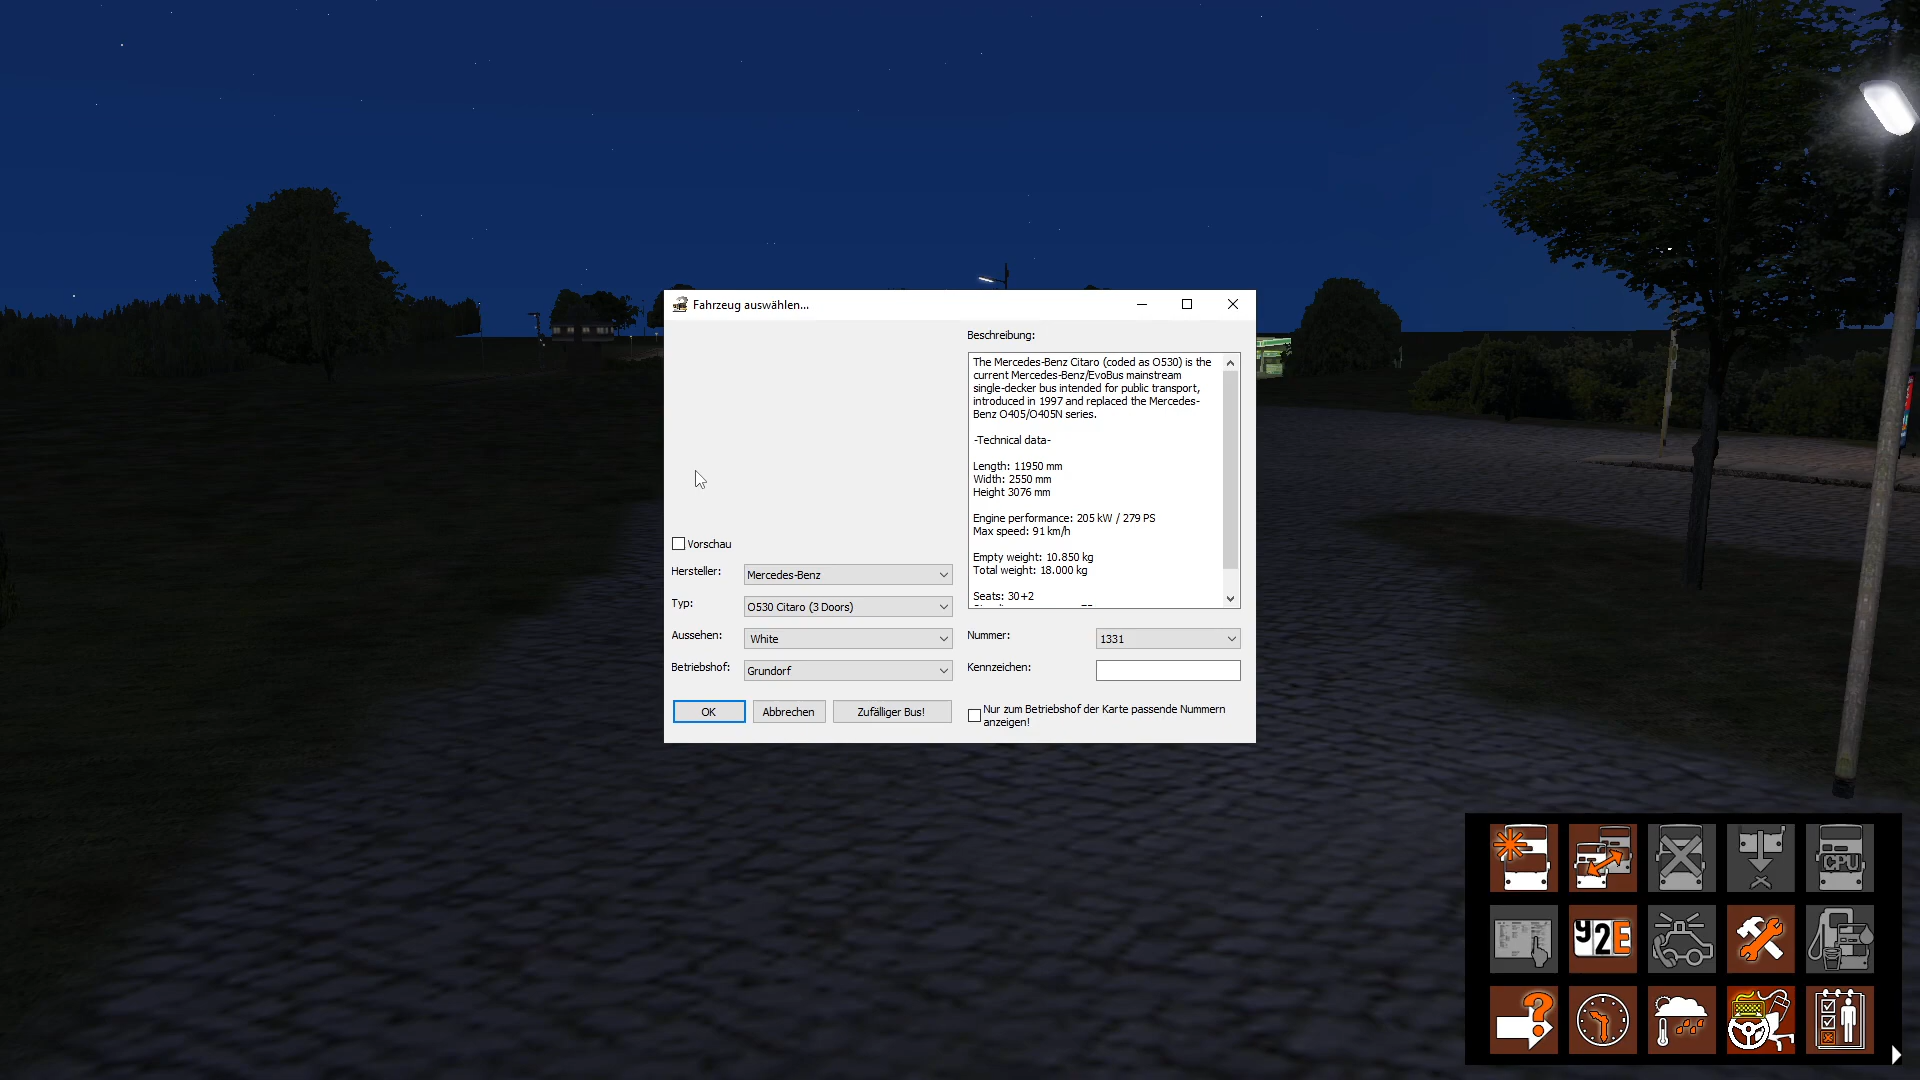 Fahrzeug auswählen...
Beschreibung:
The Mercedes-Benz Citaro (coded as O530) is the
current Mercedes-Benz/EvoBus mainstream
single-decker bus intended for public transport,
introduced in 1997 and replaced the Mercedes-
Benz O405/O405N series.
-Technical data-
Length: 11950 mm
Width: 2550 mm
Height 3076 mm
Engine performance: 205 kW / 279 PS
Max speed: 91 km/h
Empty weight: 10.850 kg
Total weight: 18.000 kg
Seats: 30+2
Vorschau
Hersteller: Mercedes-Benz
Typ: O530 Citaro (3 Doors)
Aussehen: White
Nummer: 1331
Betriebshof: Grundorf
Kennzeichen:
OK Abbrechen Zufälliger Bus!
Nur zum Betriebshof der Karte passende Nummern
anzeigen!
CPU
92E
?